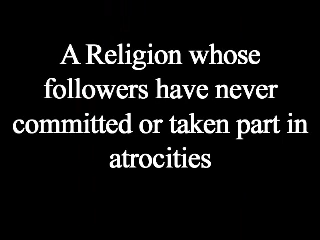 A Religion whose
followers have never
committed or taken part in
atrocities